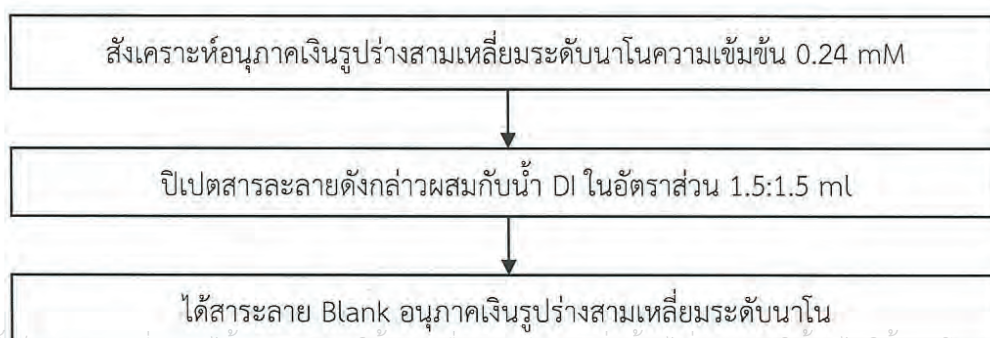 สังเคราะห์อนุภาคเงินรูปร่างสามเหลี่ยมระดับนาโนความเข้มข้น 0.24 mM
ปิเปตสารละลายดังกล่าวผสมกับน้ำ DI ในอัตราส่วน 1.5:1.5 ml
ได้สาระลาย Blank อนุภาคเงินรูปร่างสามเหลี่ยมระดับนาโน